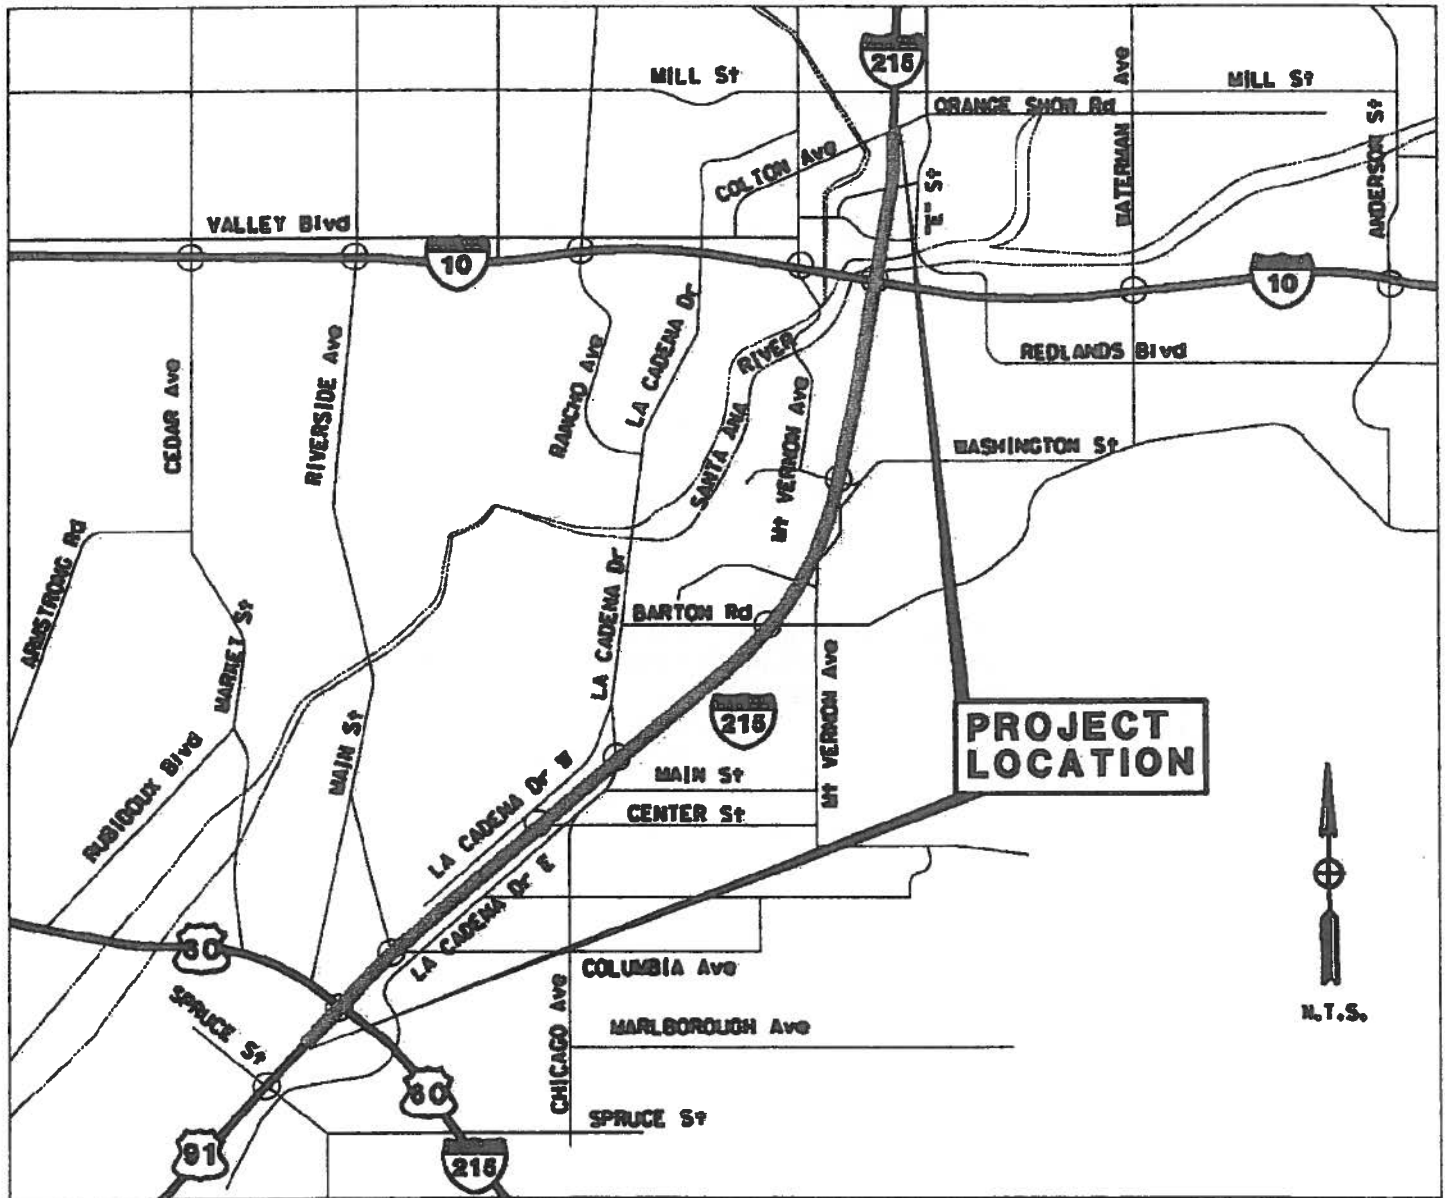 215
MILL St
MILL St
WATERMAN Ave
ORANGE SHOW Rd
ANDERSON St
COLTON Ave
"E" St
VALLEY Blvd
10
10
LA CADENA Dr
RIVERSIDE Ave
RANCHO Ave
SANTA ANA RIVER
REDLANDS Blvd
CEDAR Ave
Mt VERNON Ave
WASHINGTON St
ARMSTRONG Rd
LA CADENA Dr
BARTON Rd
MARKET St
Mt VERNON Ave
215
PROJECT
LOCATION
MAIN St
RUBIDOUX Blvd
LA CADENA Dr W
MAIN St
CENTER St
LA CADENA Dr E
60
COLUMBIA Ave
SPRUCE St
CHICAGO Ave
MARLBOROUGH Ave
N.T.S.
60
SPRUCE St
91
215